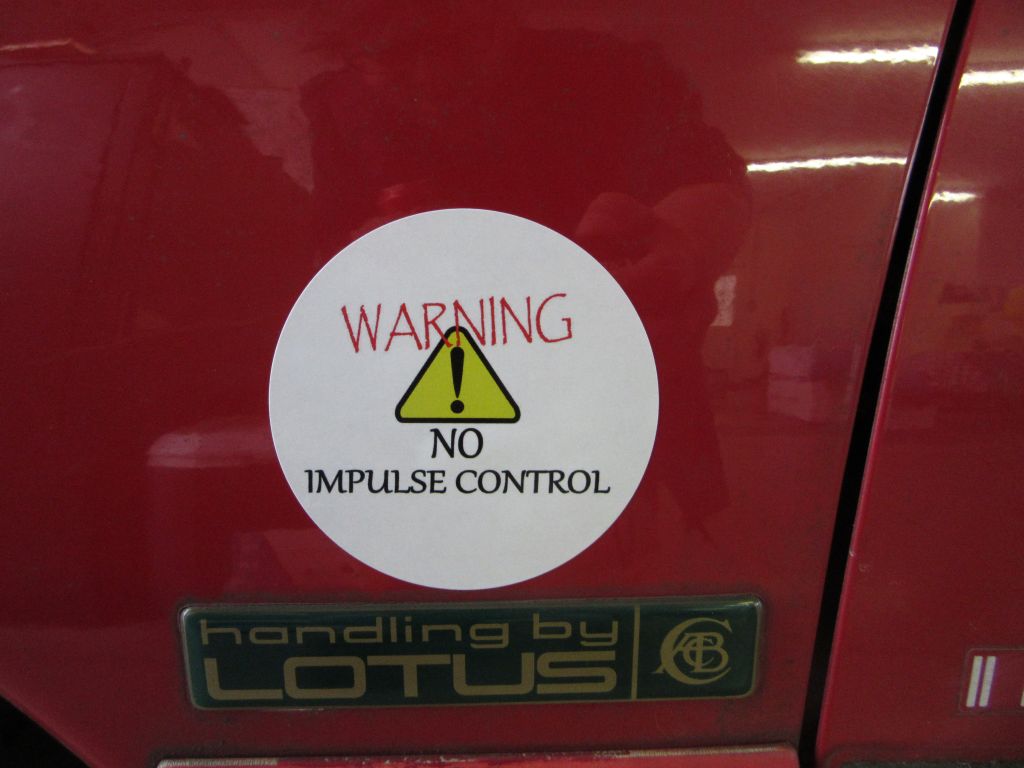 WARNING
!
NO
IMPULSE CONTROL
handling by
LOTUS